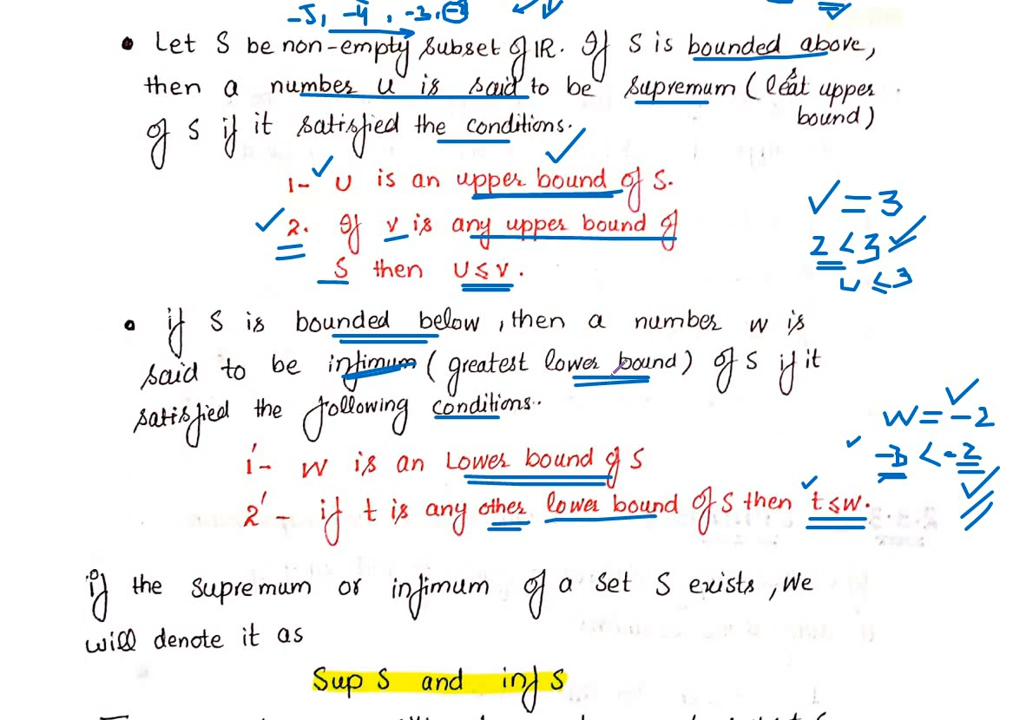 -5, -4, -3, -2
• Let S be non-empty subset of IR. If S is bounded above,
then a number u is said to be supremum (least upper
bound)
of S if it satisfied the conditions.
1- U is an upper bound of S.
2. If v is any upper bound of
S then U ≤ v.
v = 3
2 < 3
u ≤ 3
• if S is bounded below, then a number w is
said to be infimum (greatest lower bound) of S if it
satisfied the following conditions..
w = -2
-3 < -2
1'- w is an Lower bound of S
2'- if t is any other lower bound of S then t ≤ w.
if the supremum or infimum of a set S exists, we
will denote it as
Sup S and inf S